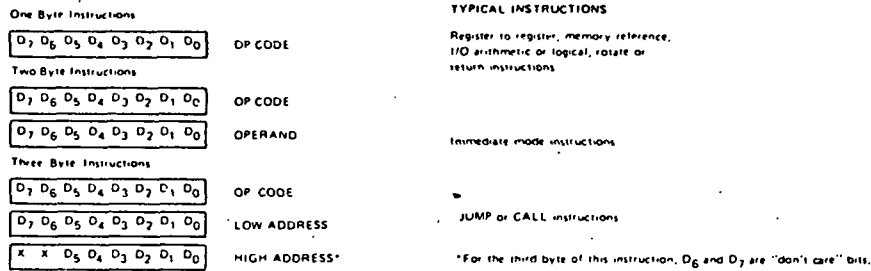 One Byte Instructions
TYPICAL INSTRUCTIONS
D7 D6 D5 D4 D3 D2 D1 D0 OP CODE
Register to register, memory reference,
I/O arithmetic or logical, rotate or
return instructions
Two Byte Instructions
D7 D6 D5 D4 D3 D2 D1 D0 OP CODE
D7 D6 D5 D4 D3 D2 D1 D0 OPERAND
Immediate mode instructions
Three Byte Instructions
D7 D6 D5 D4 D3 D2 D1 D0 OP CODE
D7 D6 D5 D4 D3 D2 D1 D0 LOW ADDRESS
JUMP or CALL instructions
X X D5 D4 D3 D2 D1 D0 HIGH ADDRESS*
*For the third byte of this instruction, D6 and D7 are "don't care" bits.